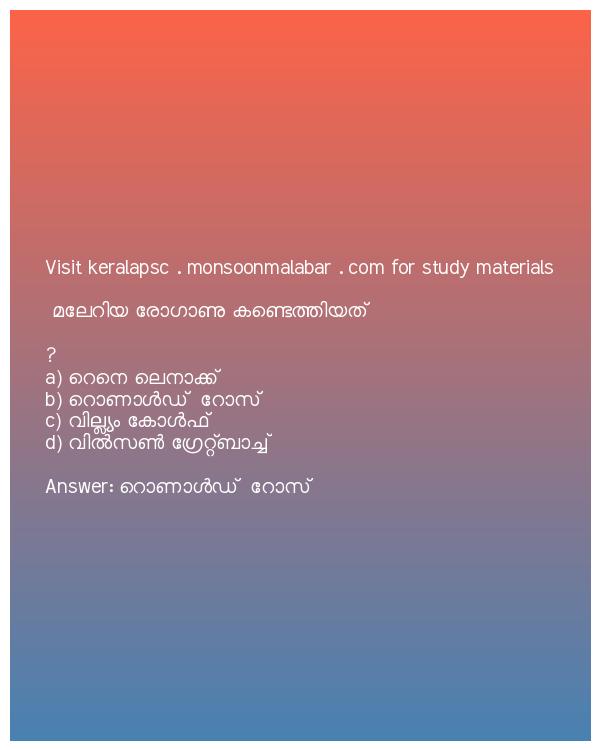 Visit keralapsc . monsoonmalabar . com for study materials
മലേറിയ രോഗാണു കണ്ടെത്തിയത്
?
a) റെനെ ലെനാക്ക്
b) റൊണാൾഡ് റോസ്
c) വില്ല്യം കോൾഫ്
d) വിൽസൺ ഗ്രേറ്റ്ബാച്ച്
Answer: റൊണാൾഡ് റോസ്